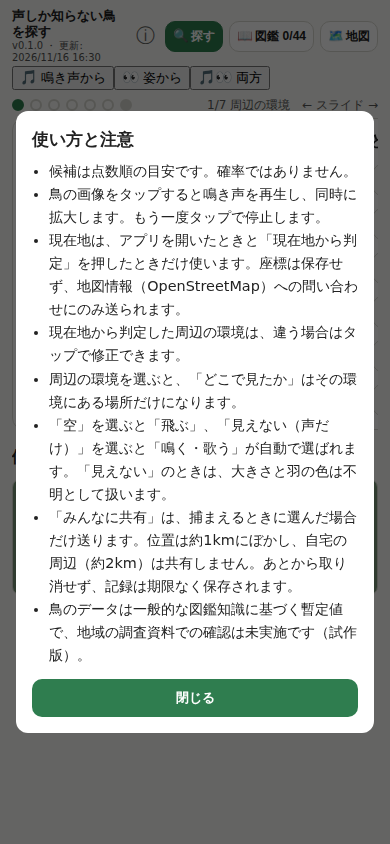 声しか知らない鳥
を探す
v0.1.0 · 更新:
2026/11/16 16:30
ⓘ
🔍 探す
📖 図鑑 0/44
🗺️ 地図
🎵 鳴き声から
👀 姿から
🎵👀 両方
1/7 周辺の環境 ← スライド →
使い方と注意
• 候補は点数順の目安です。確率ではありません。
• 鳥の画像をタップすると鳴き声を再生し、同時に
拡大します。もう一度タップで停止します。
• 現在地は、アプリを開いたときと「現在地から判
定」を押したときだけ使います。座標は保存せ
ず、地図情報（OpenStreetMap）への問い合わ
せにのみ送られます。
• 現在地から判定した周辺の環境は、違う場合はタ
ップで修正できます。
• 周辺の環境を選ぶと、「どこで見たか」はその環
境にある場所だけになります。
• 「空」を選ぶと「飛ぶ」、「見えない（声だ
け）」を選ぶと「鳴く・歌う」が自動で選ばれま
す。「見えない」のときは、大きさと羽の色は不
明として扱います。
• 「みんなに共有」は、捕まえるときに選んだ場合
だけ送ります。位置は約1kmにぼかし、自宅の
周辺（約2km）は共有しません。あとから取り
消せず、記録は期限なく保存されます。
• 鳥のデータは一般的な図鑑知識に基づく暫定値
で、地域の調査資料での確認は未実施です（試作
版）。
閉じる